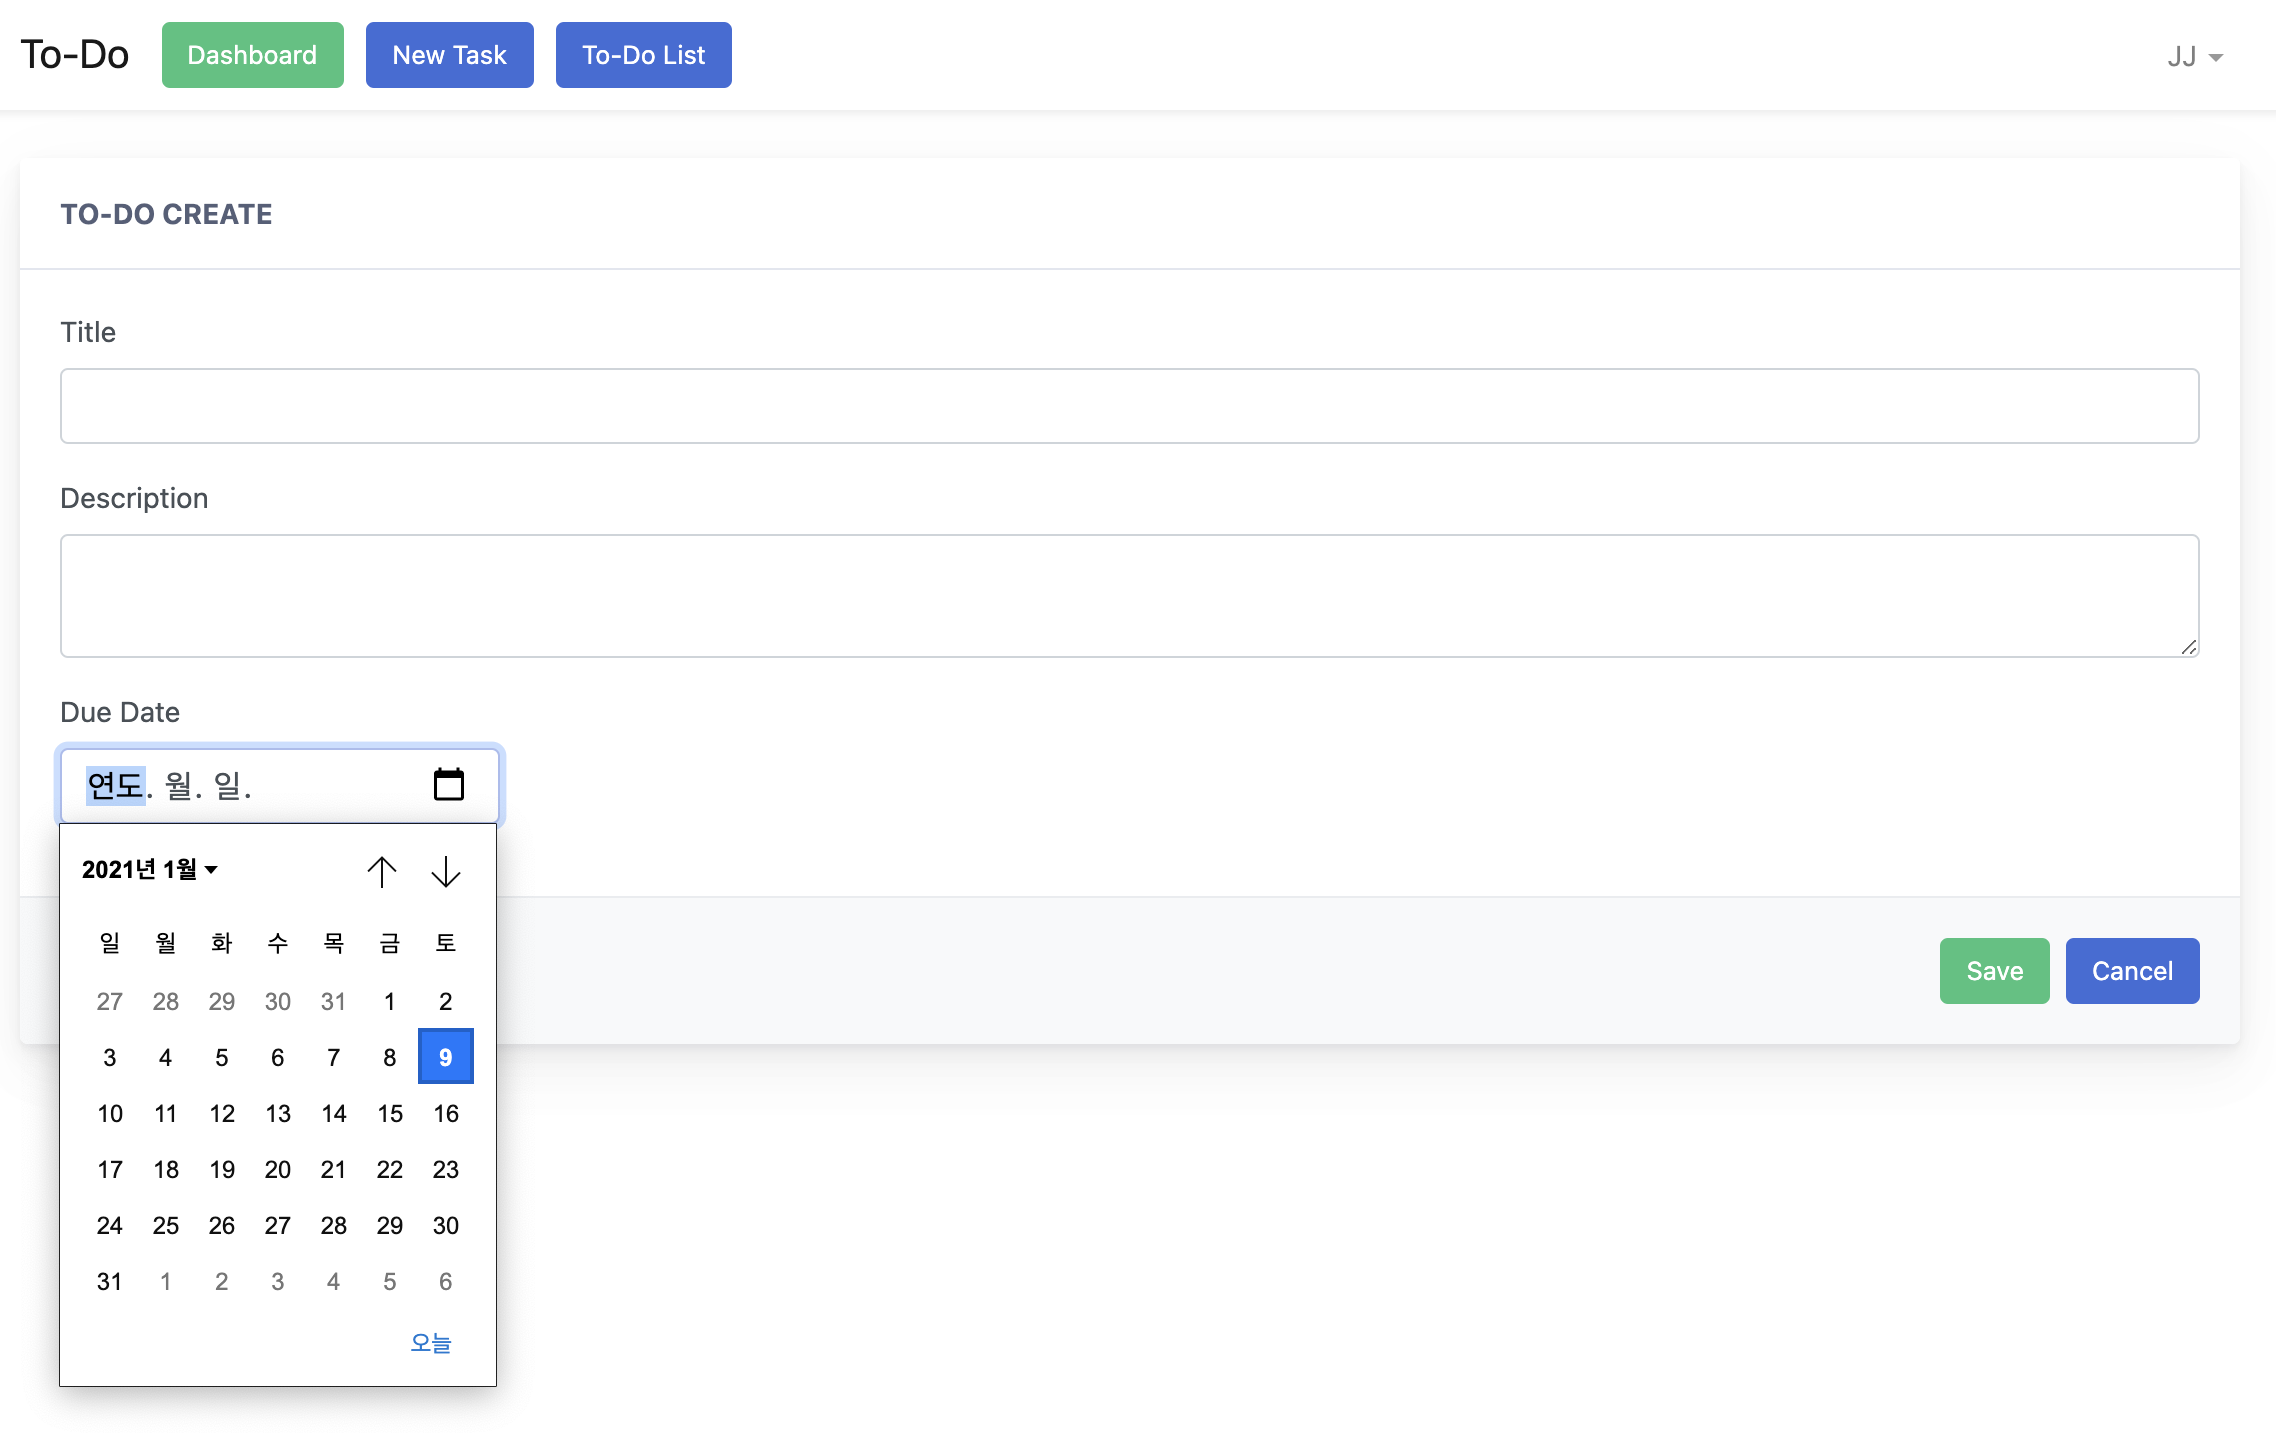 To-Do Dashboard New Task To-Do List JJ
TO-DO CREATE
Title
Description
Due Date
연도. 월. 일.
2021년 1월
일 월 화 수 목 금 토
27 28 29 30 31 1 2
3 4 5 6 7 8 9
10 11 12 13 14 15 16
17 18 19 20 21 22 23
24 25 26 27 28 29 30
31 1 2 3 4 5 6
오늘
Save Cancel